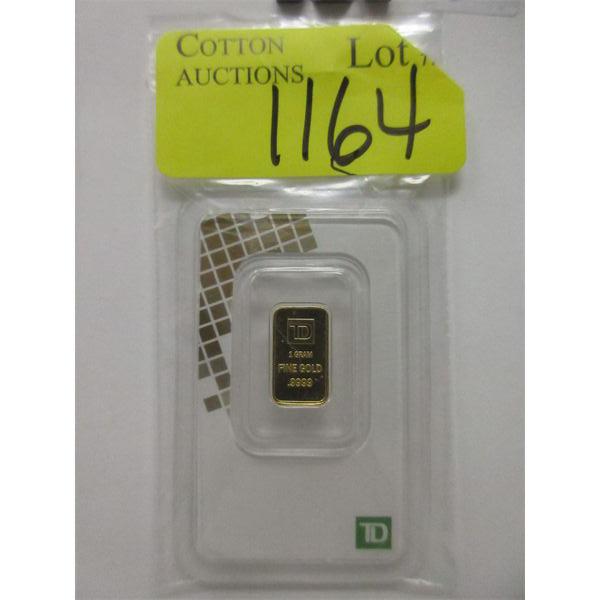 COTTON Lot
AUCTIONS
1164
TD
1 GRAM
FINE GOLD
.9999
TD